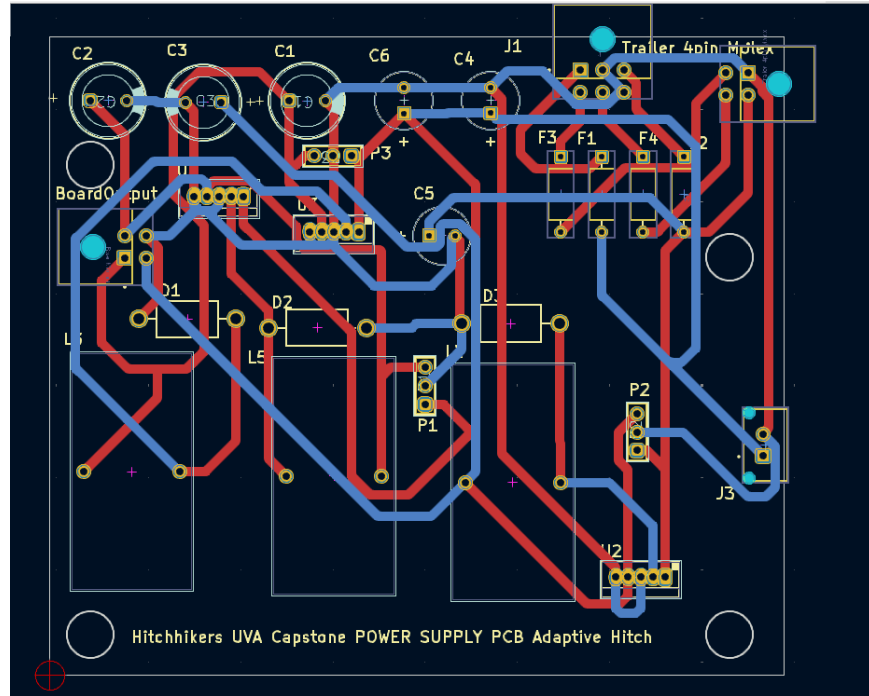 J1
Trailer 4pin Mplex
C2
C3
C1
C6
C4
F3
F1
F4
P3
BoardOutput
C5
D1
D2
D3
L5
P1
P2
J3
U2
Hitchhikers UVA Capstone POWER SUPPLY PCB Adaptive Hitch